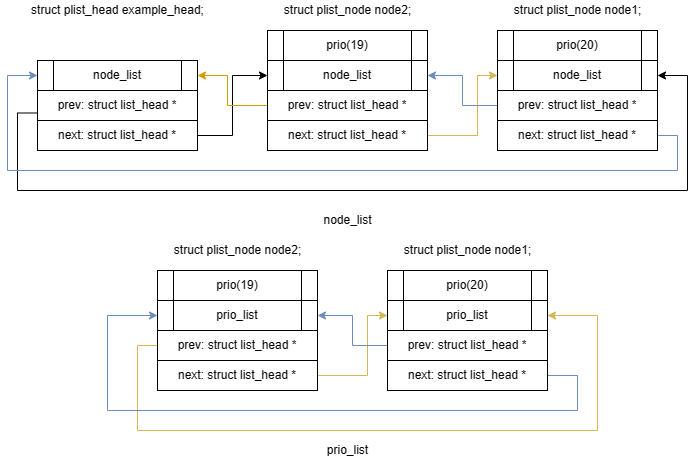 struct plist_head example_head;
struct plist_node node2;
struct plist_node node1;
prio(19)
prio(20)
node_list
node_list
node_list
prev: struct list_head *
prev: struct list_head *
prev: struct list_head *
next: struct list_head *
next: struct list_head *
next: struct list_head *
node_list
struct plist_node node2;
struct plist_node node1;
prio(19)
prio(20)
prio_list
prio_list
prev: struct list_head *
prev: struct list_head *
next: struct list_head *
next: struct list_head *
prio_list